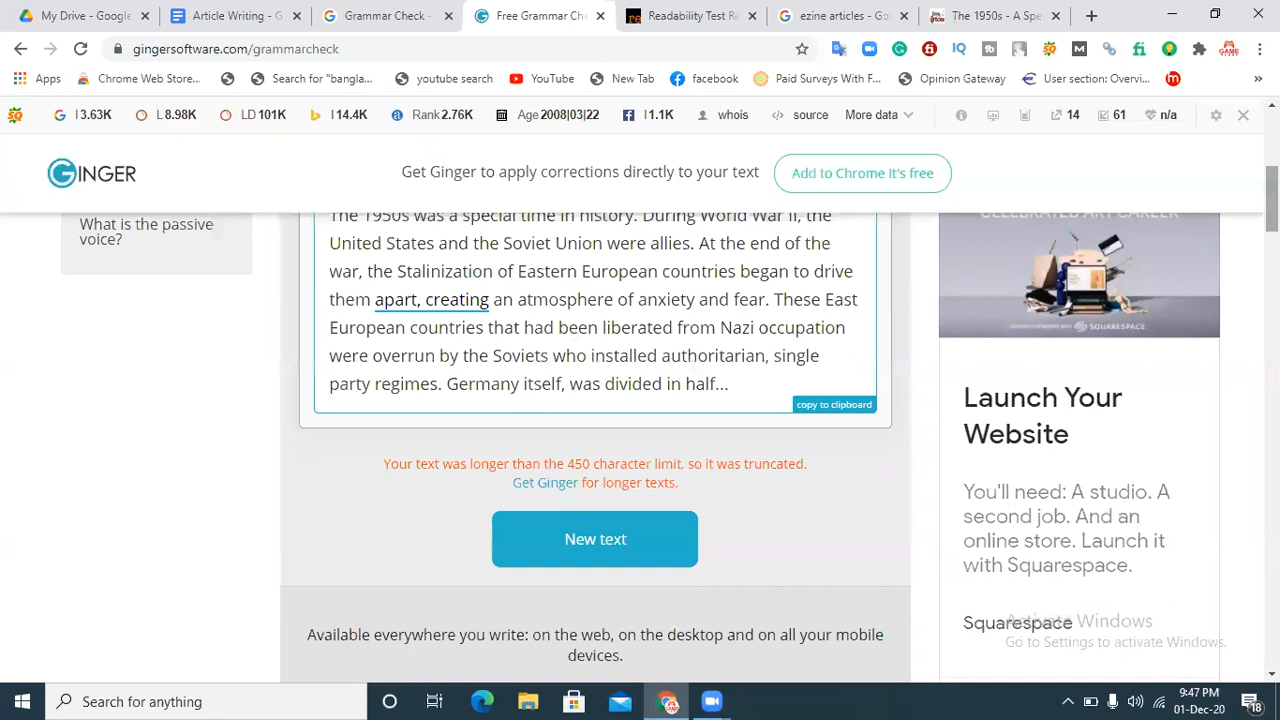 My Drive - Google
Article Writing - G
Grammar Check -
Free Grammar Che
Readability Test Re
ezine articles - Go
The 1950s - A Spe
gingersoftware.com/grammarcheck
Apps
Chrome Web Store...
Search for "bangla...
youtube search
YouTube
New Tab
facebook
Paid Surveys With F...
Opinion Gateway
User section: Overvi...
»
I 3.63K
L 8.98K
LD 101K
I 14.4K
Rank 2.76K
Age 2008|03|22
I 1.1K
whois
source
More data
14
61
n/a
GINGER
Get Ginger to apply corrections directly to your text
Add to Chrome It's free
What is the passive
voice?
The 1950s was a special time in history. During World War II, the
United States and the Soviet Union were allies. At the end of the
war, the Stalinization of Eastern European countries began to drive
them apart, creating an atmosphere of anxiety and fear. These East
European countries that had been liberated from Nazi occupation
were overrun by the Soviets who installed authoritarian, single
party regimes. Germany itself, was divided in half...
copy to clipboard
Your text was longer than the 450 character limit, so it was truncated.
Get Ginger for longer texts.
New text
Available everywhere you write: on the web, on the desktop and on all your mobile
devices.
CELEBRATED ART CAREER
SQUARESPACE
Launch Your
Website
You'll need: A studio. A
second job. And an
online store. Launch it
with Squarespace.
Squarespace
Activate Windows
Go to Settings to activate Windows.
Search for anything
9:47 PM
01-Dec-20
18